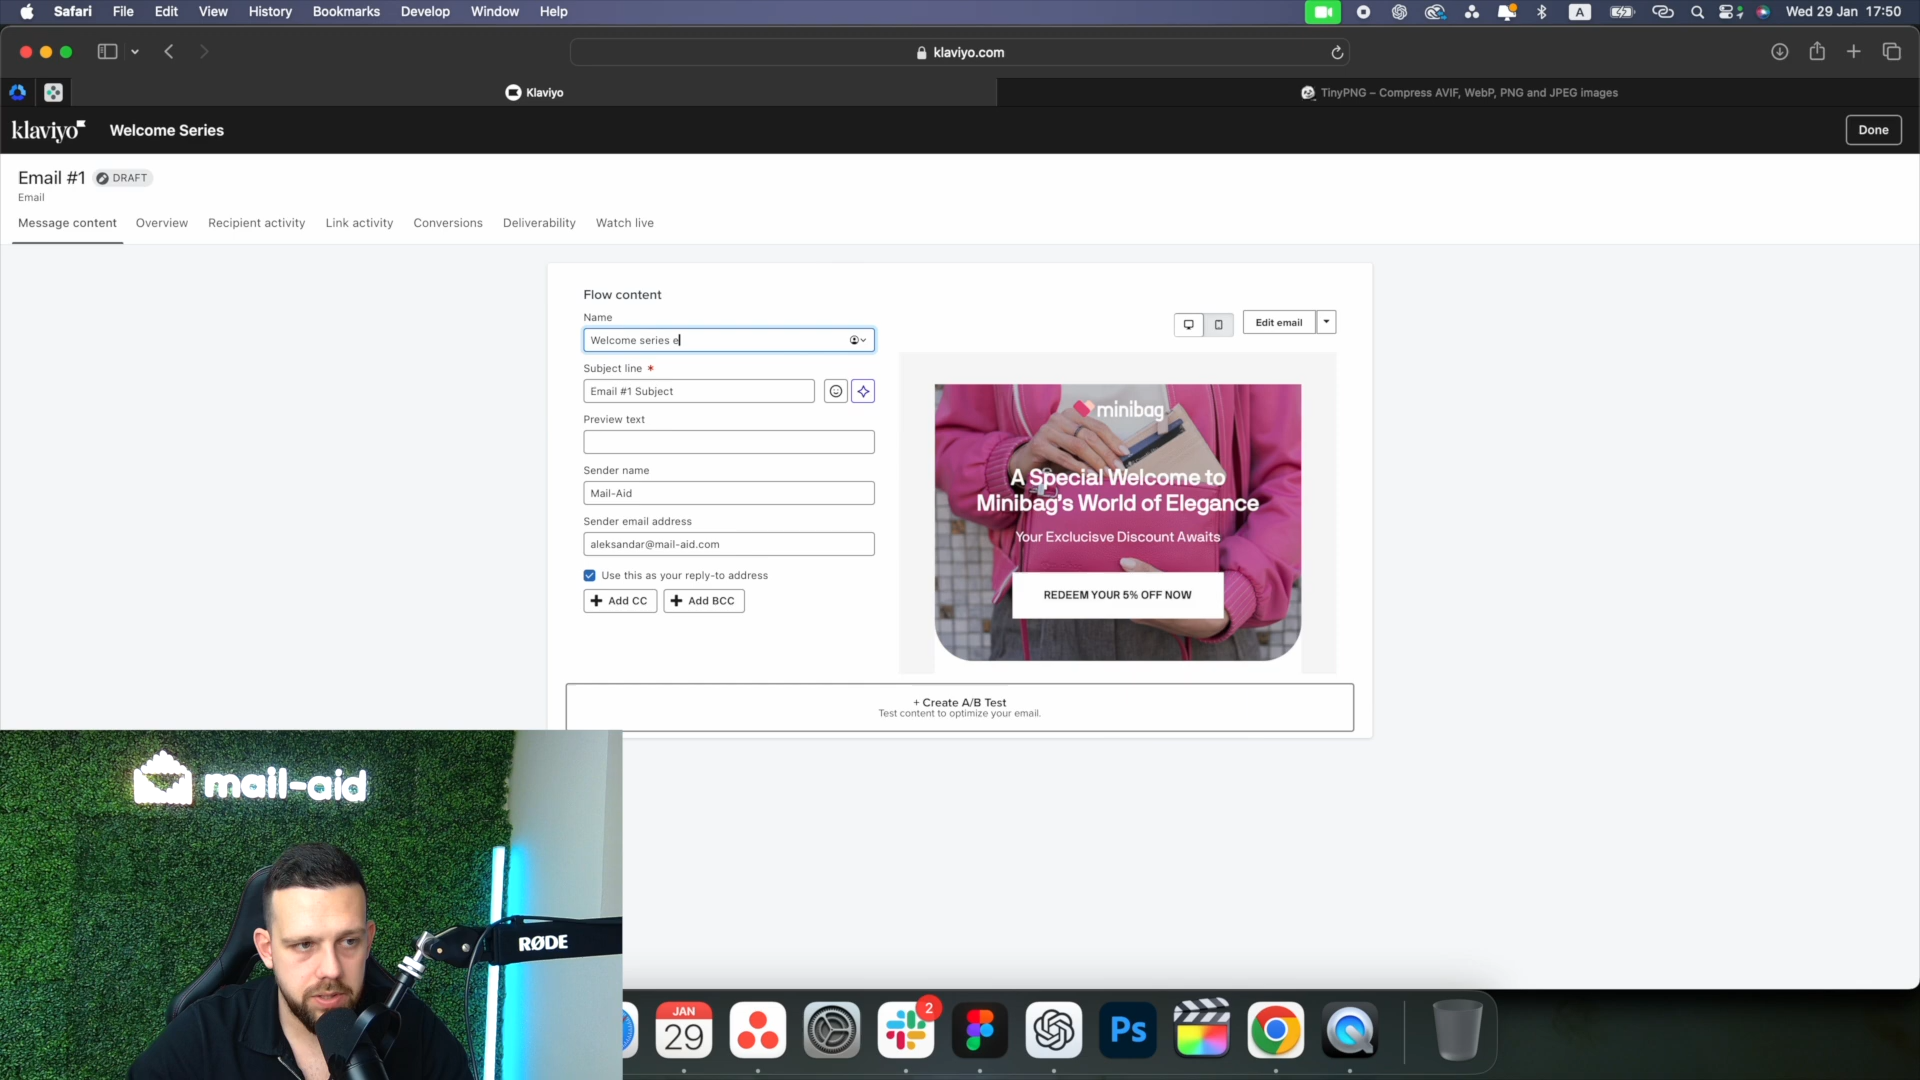 Safari File Edit View History Bookmarks Develop Window Help
A
Wed 29 Jan 17:50
klaviyo.com
Klaviyo
TinyPNG – Compress AVIF, WebP, PNG and JPEG images
klaviyo
Welcome Series
Done
Email #1
DRAFT
Email
Message content
Overview
Recipient activity
Link activity
Conversions
Deliverability
Watch live
Flow content
Name
Welcome series e
Subject line *
Email #1 Subject
Preview text
Sender name
Mail-Aid
Sender email address
aleksandar@mail-aid.com
Use this as your reply-to address
Add CC
Add BCC
Edit email
minibag
A Special Welcome to
Minibag's World of Elegance
Your Exclucisve Discount Awaits
REDEEM YOUR 5% OFF NOW
+ Create A/B Test
Test content to optimize your email.
mail-aid
RØDE
JAN
29
2
Ps